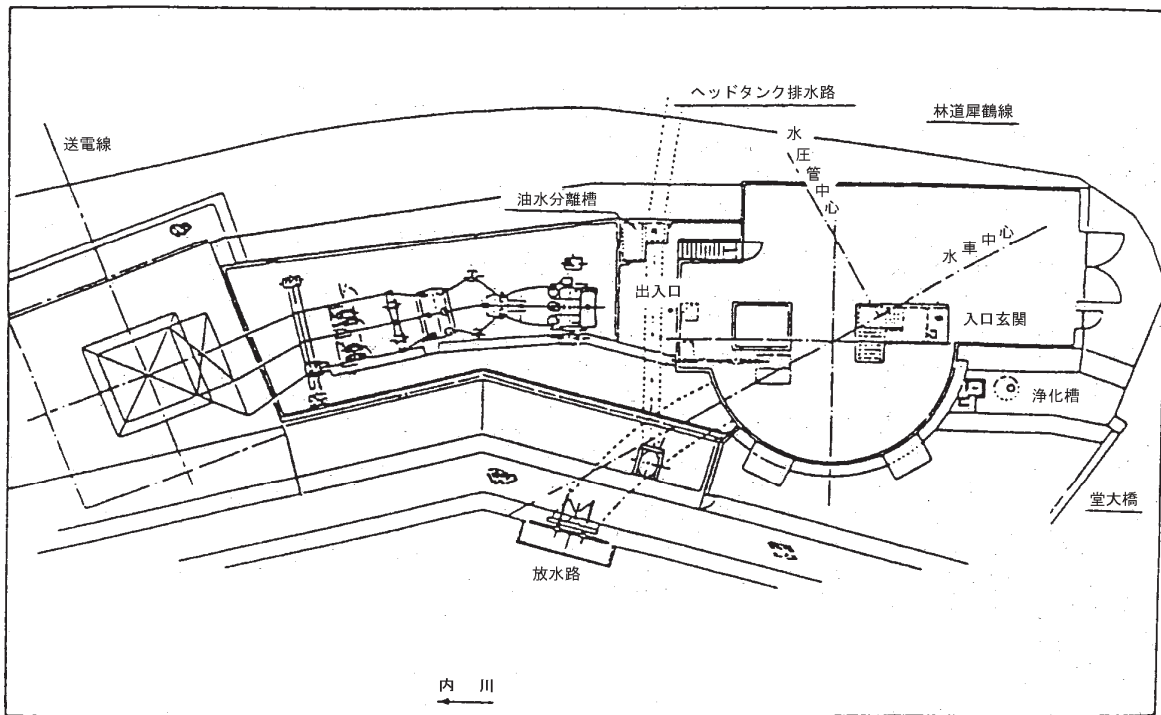 ヘッドタンク排水路
林道犀鶴線
送電線
水圧管中心
油水分離槽
水車中心
出入口
入口玄関
浄化槽
堂大橋
放水路
内川